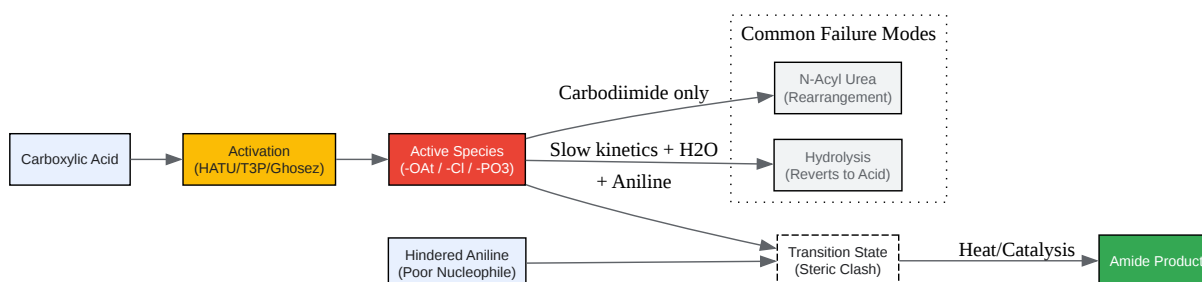 Common Failure Modes
N-Acyl Urea
(Rearrangement)
Carbodiimide only
Carboxylic Acid
Activation
(HATU/T3P/Ghosez)
Active Species
(-OAt / -Cl / -PO3)
Slow kinetics + H2O
Hydrolysis
(Reverts to Acid)
+ Aniline
Hindered Aniline
(Poor Nucleophile)
Transition State
(Steric Clash)
Heat/Catalysis
Amide Product